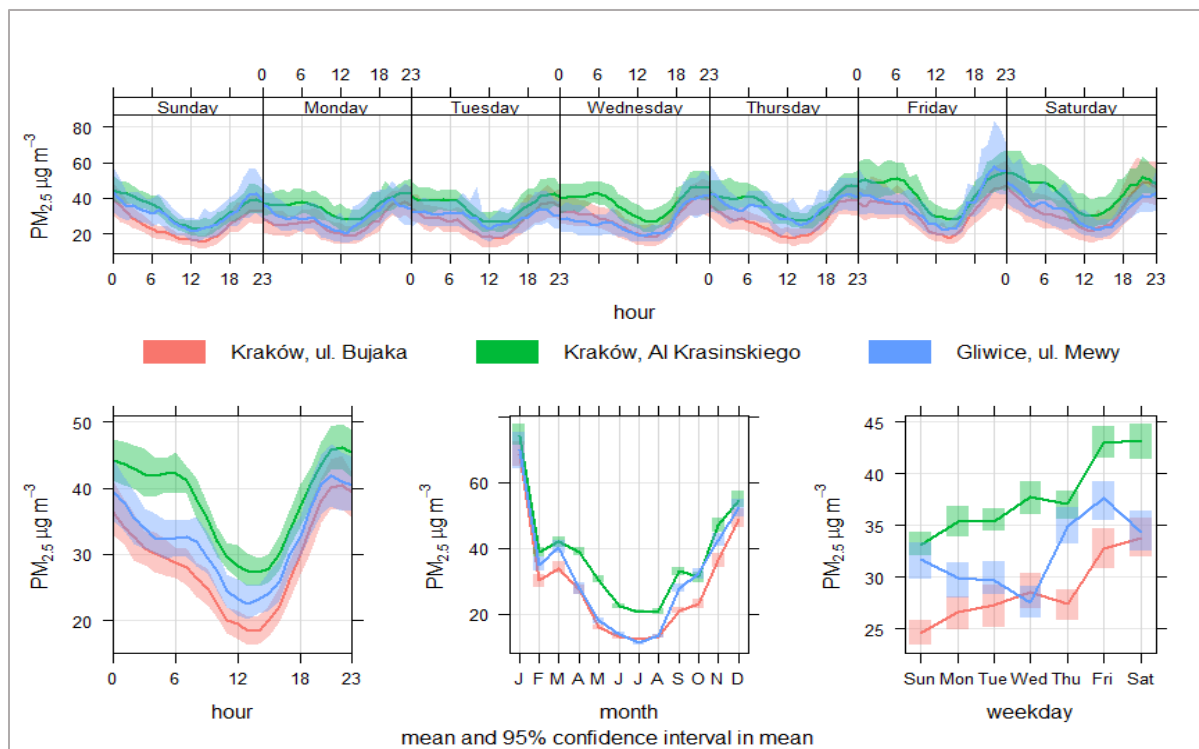 0 6 12 18 23 0 6 12 18 23 0 6 12 18 23
Sunday Monday Tuesday Wednesday Thursday Friday Saturday
80
60
40
20
PM2.5 µg m−3
0 6 12 18 23 0 6 12 18 23 0 6 12 18 23 0 6 12 18 23
hour
Kraków, ul. Bujaka Kraków, Al Krasinskiego Gliwice, ul. Mewy
50
40
30
20
PM2.5 µg m−3
0 6 12 18 23
hour
60
40
20
PM2.5 µg m−3
J F M A M J J A S O N D
month
45
40
35
30
25
PM2.5 µg m−3
Sun Mon Tue Wed Thu Fri Sat
weekday
mean and 95% confidence interval in mean